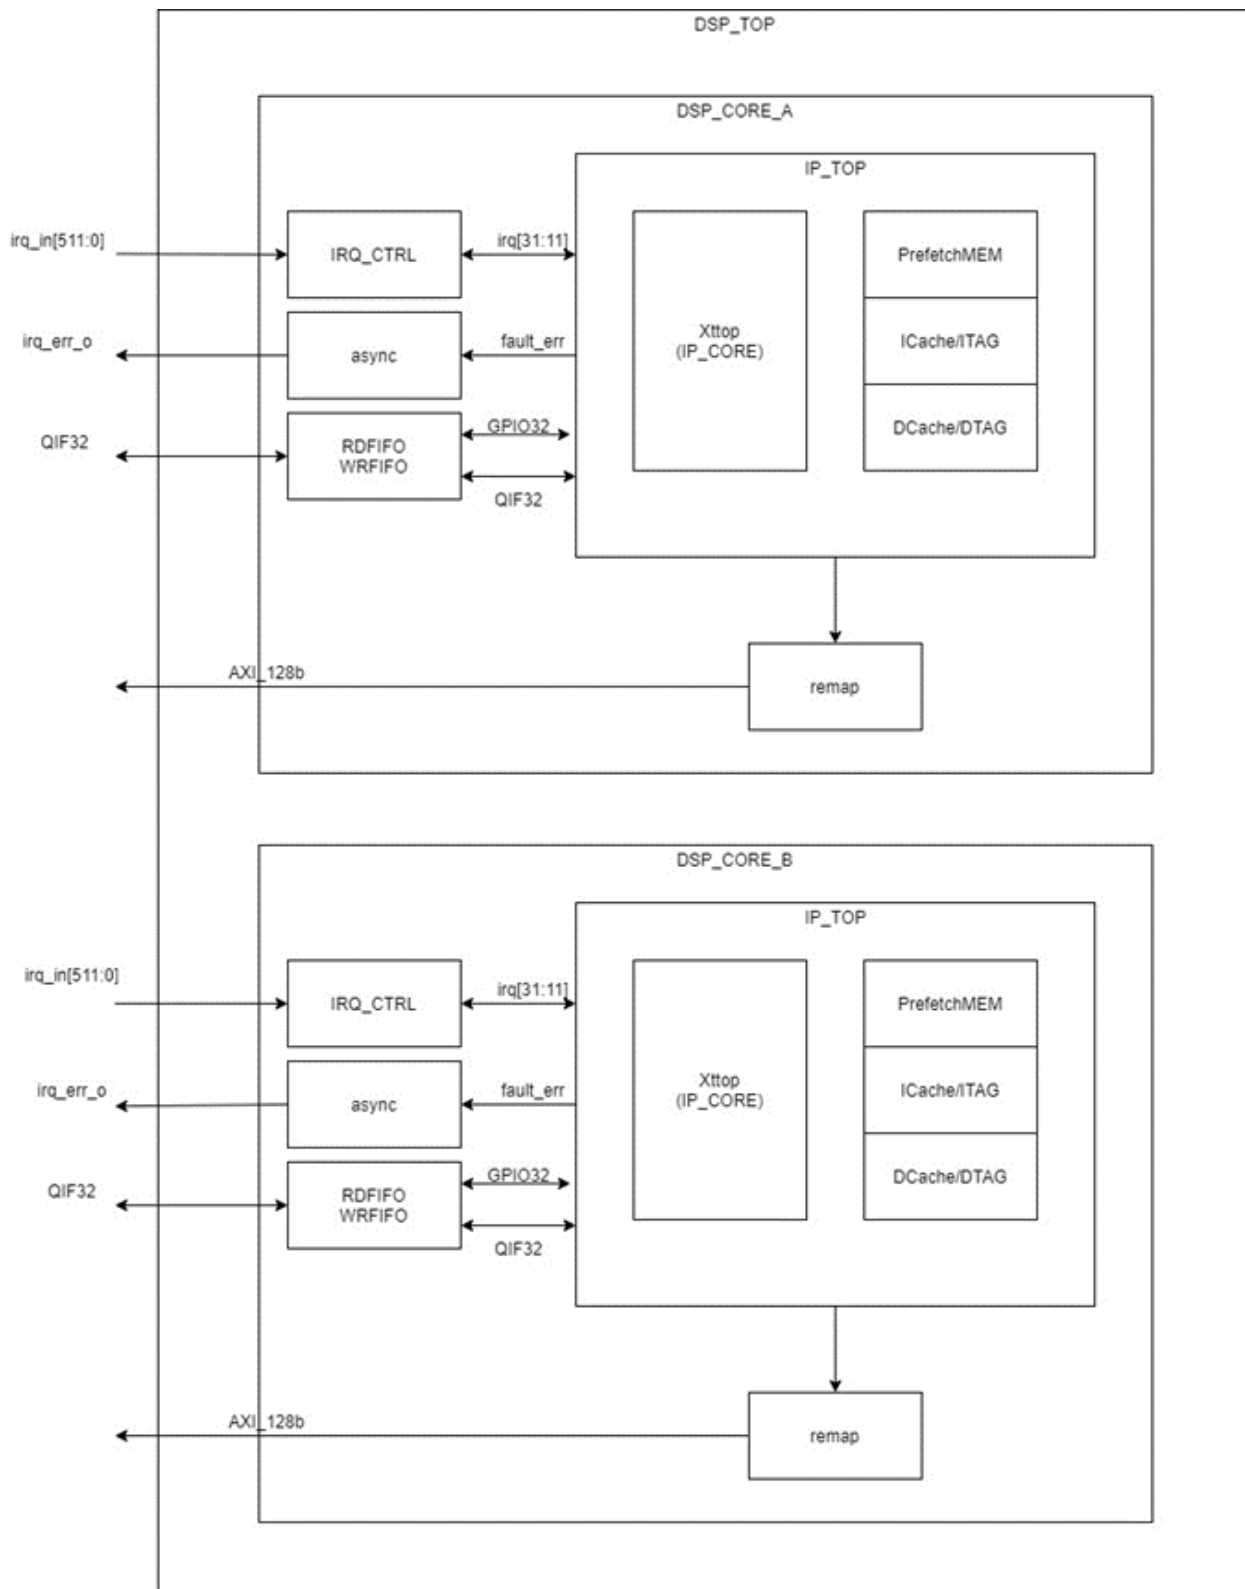 DSP_TOP
DSP_CORE_A
IP_TOP
irq_in[511:0]
IRQ_CTRL
irq[31:11]
PrefetchMEM
irq_err_o
async
fault_err
Xttop
(IP_CORE)
ICache/ITAG
QIF32
RDFIFO
WRFIFO
GPIO32
QIF32
DCache/DTAG
AXI_128b
remap
DSP_CORE_B
IP_TOP
irq_in[511:0]
IRQ_CTRL
irq[31:11]
PrefetchMEM
irq_err_o
async
fault_err
Xttop
(IP_CORE)
ICache/ITAG
QIF32
RDFIFO
WRFIFO
GPIO32
QIF32
DCache/DTAG
AXI_128b
remap